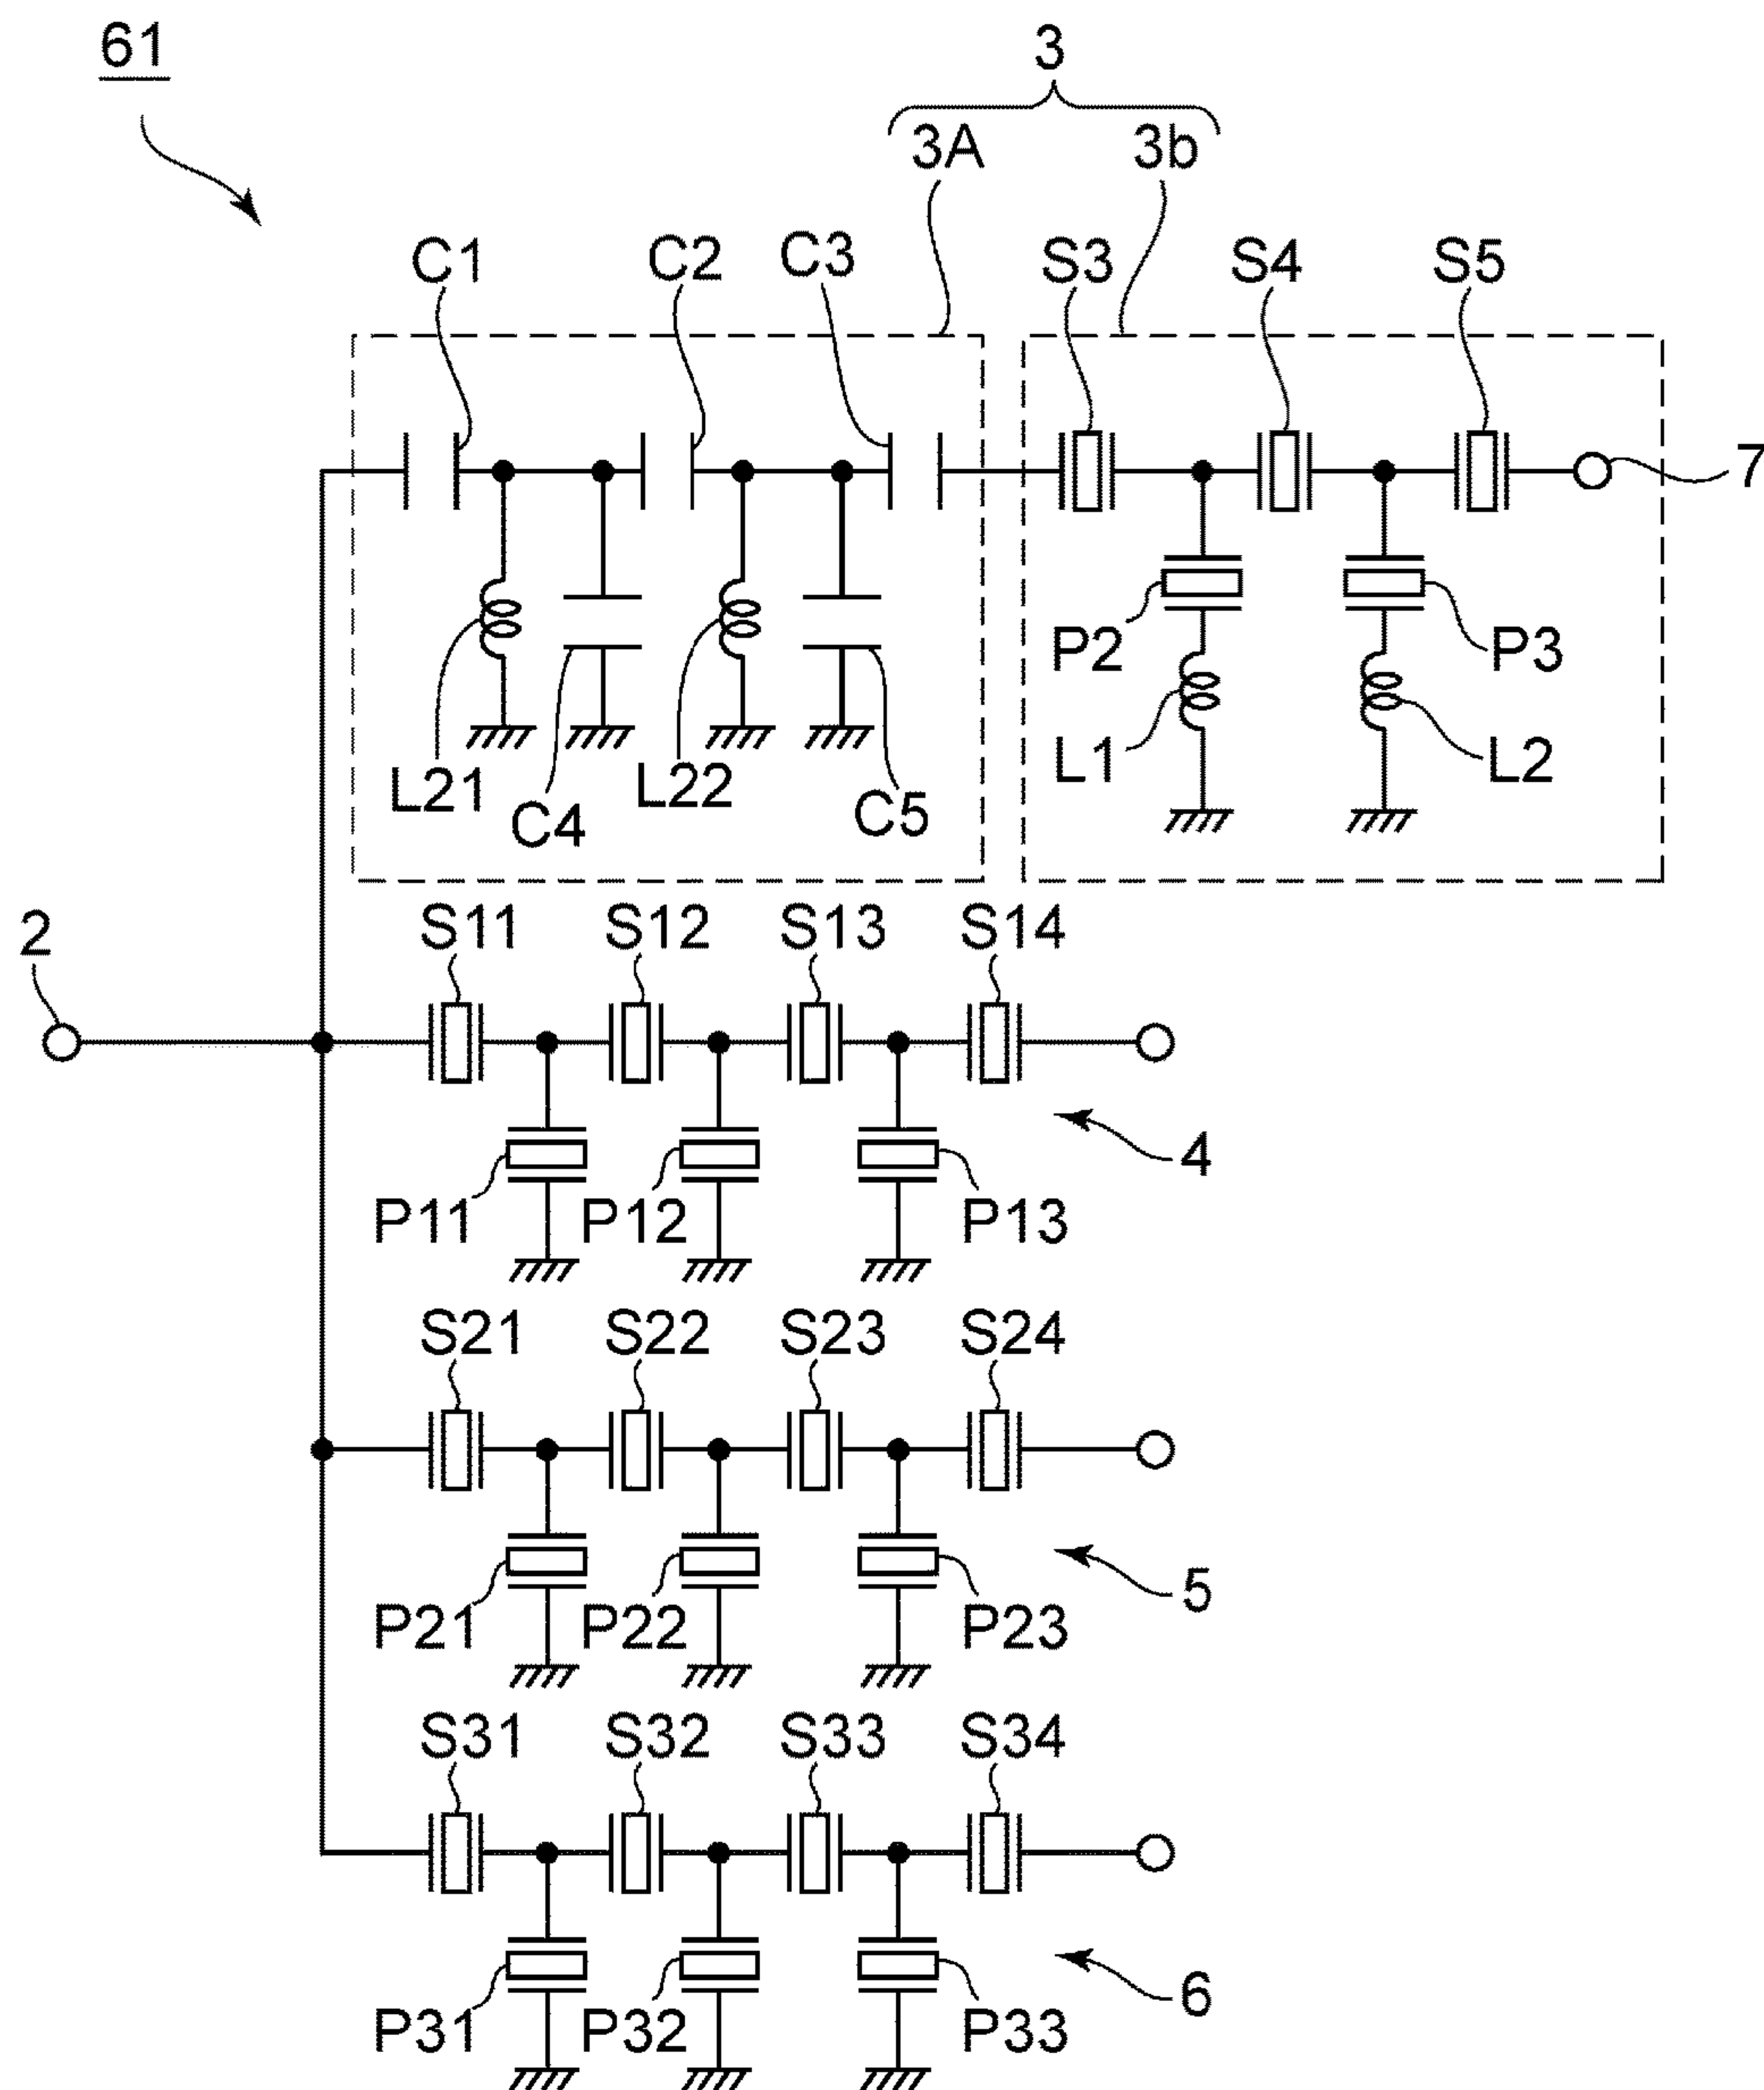 61
3
3A 3b
C1 C2 C3 S3 S4 S5
7
P2 P3
L21 C4 L22 C5 L1 L2
2
S11 S12 S13 S14
4
P11 P12 P13
S21 S22 S23 S24
5
P21 P22 P23
S31 S32 S33 S34
6
P31 P32 P33